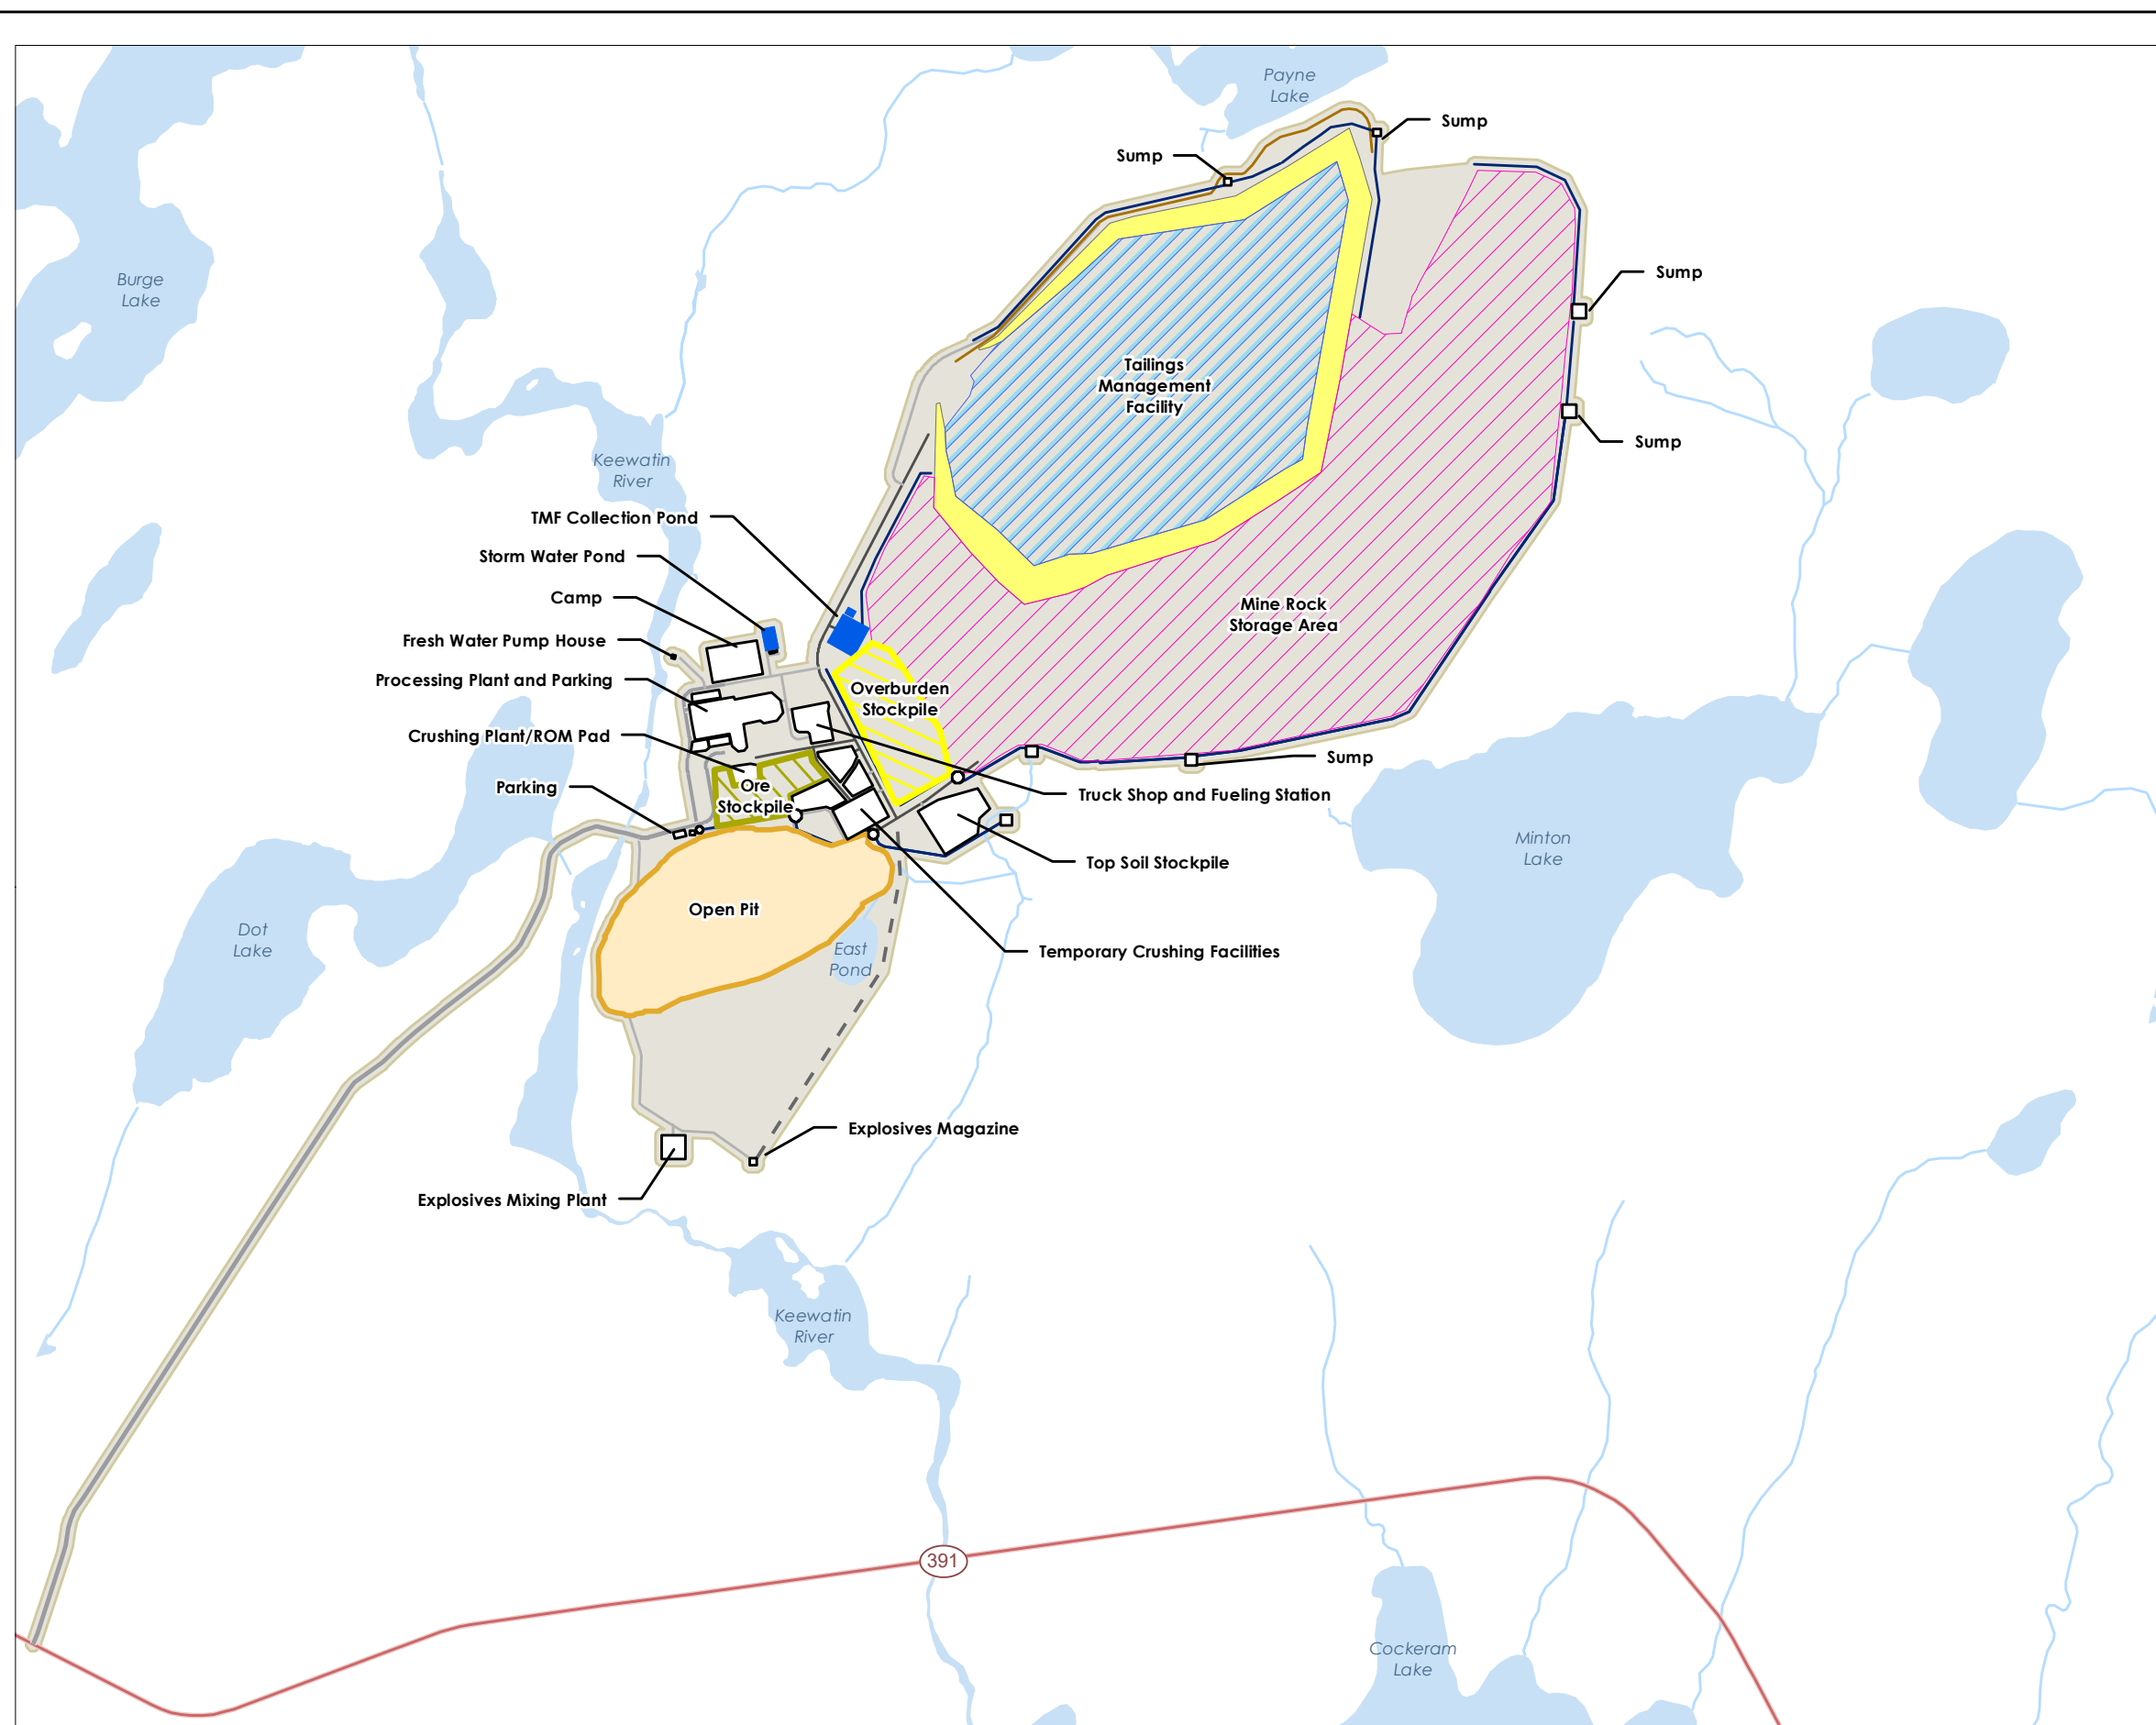 Payne
Lake
Sump
Sump
Burge
Lake
Sump
Tailings
Management
Facility
Sump
Keewatin
River
TMF Collection Pond
Storm Water Pond
Camp
Mine Rock
Storage Area
Fresh Water Pump House
Processing Plant and Parking
Overburden
Stockpile
Crushing Plant/ROM Pad
Sump
Parking
Ore
Stockpile
Truck Shop and Fueling Station
Minton
Lake
Top Soil Stockpile
Open Pit
Dot
Lake
East
Pond
Temporary Crushing Facilities
Explosives Magazine
Explosives Mixing Plant
Keewatin
River
391
Cockeram
Lake